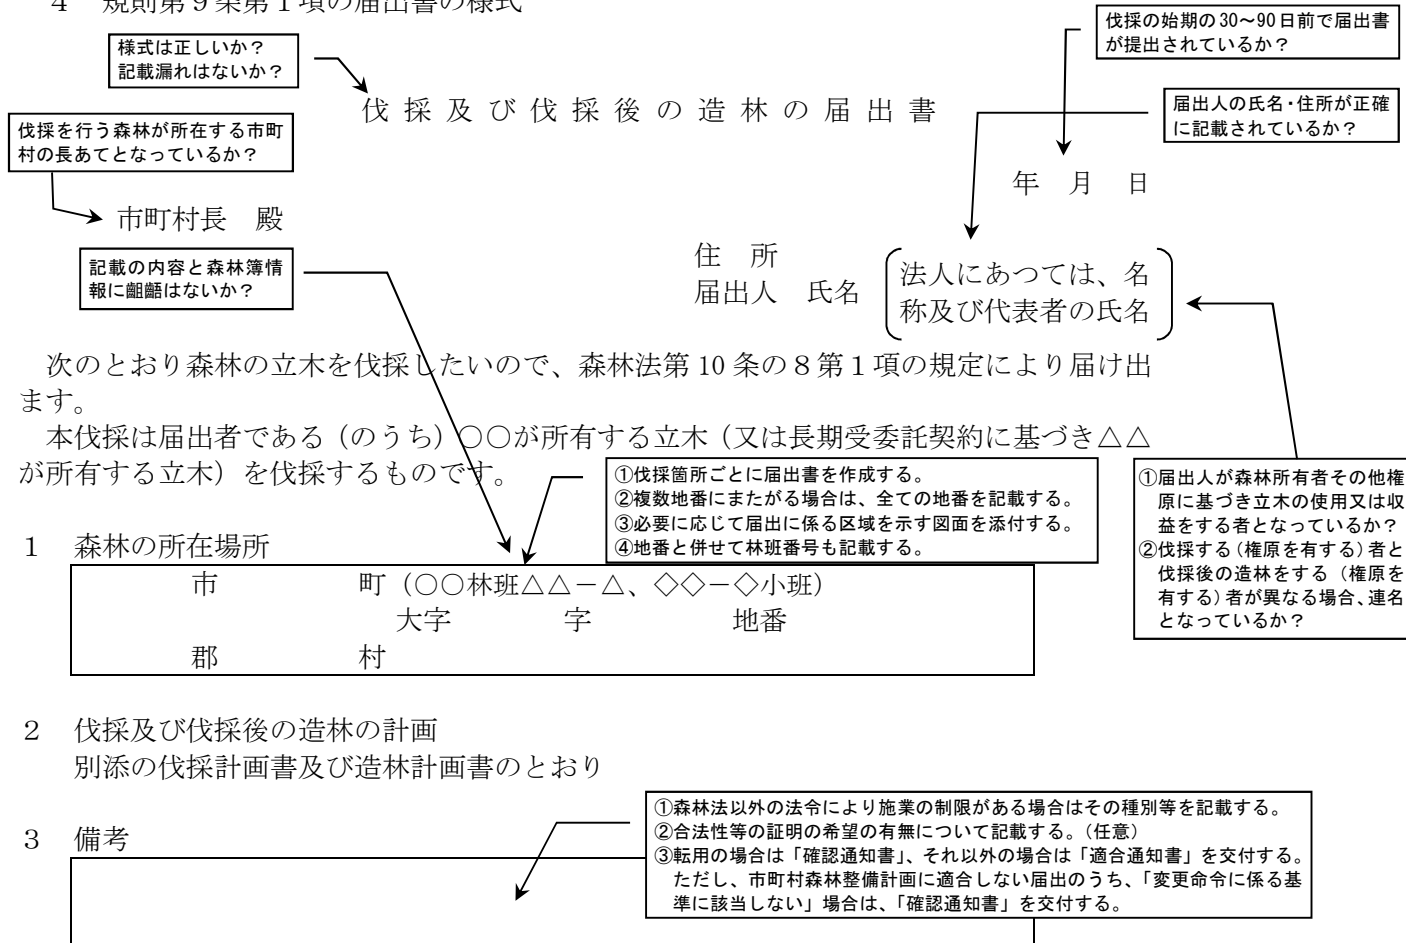 4　規則第９条第１項の届出書の様式
伐採の始期の30～90日前で届出書
が提出されているか？
様式は正しいか？
記載漏れはないか？
伐採及び伐採後の造林の届出書
届出人の氏名・住所が正確
に記載されているか？
伐採を行う森林が所在する市町
村の長あてとなっているか？
年　月　日
市町村長　殿
住　所
届出人　氏名
法人にあつては、名
称及び代表者の氏名
記載の内容と森林簿情
報に齟齬はないか？
次のとおり森林の立木を伐採したいので、森林法第10条の８第１項の規定により届け出
ます。
本伐採は届出者である（のうち）○○が所有する立木（又は長期受委託契約に基づき△△
が所有する立木）を伐採するものです。
①伐採箇所ごとに届出書を作成する。
②複数地番にまたがる場合は、全ての地番を記載する。
③必要に応じて届出に係る区域を示す図面を添付する。
④地番と併せて林班番号も記載する。
①届出人が森林所有者その他権
原に基づき立木の使用又は収
益をする者となっているか？
②伐採する（権原を有する）者と
伐採後の造林をする（権原を
有する）者が異なる場合、連名
となっているか？
１　森林の所在場所
市　　　　　町（○○林班△△－△、◇◇－◇小班）
大字　　　　字　　　　　地番
郡　　　　　村
２　伐採及び伐採後の造林の計画
別添の伐採計画書及び造林計画書のとおり
３　備考
①森林法以外の法令により施業の制限がある場合はその種別等を記載する。
②合法性等の証明の希望の有無について記載する。（任意）
③転用の場合は「確認通知書」、それ以外の場合は「適合通知書」を交付する。
ただし、市町村森林整備計画に適合しない届出のうち、「変更命令に係る基
準に該当しない」場合は、「確認通知書」を交付する。